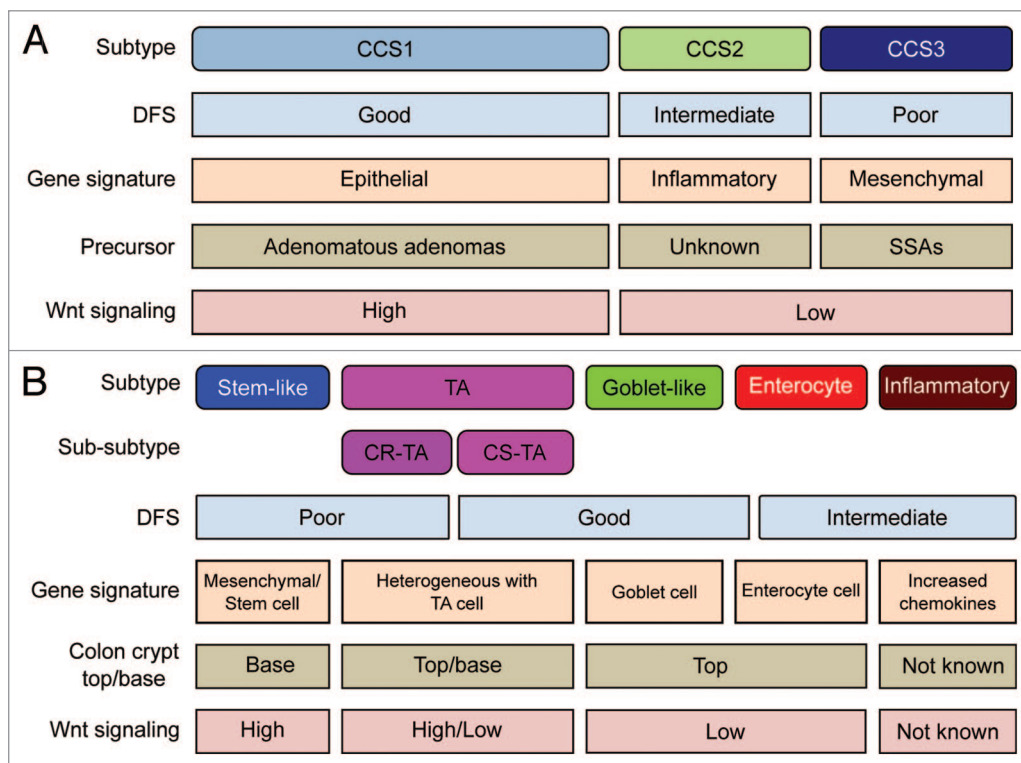 A
Subtype CCS1 CCS2 CCS3
DFS Good Intermediate Poor
Gene signature Epithelial Inflammatory Mesenchymal
Precursor Adenomatous adenomas Unknown SSAs
Wnt signaling High Low
B
Subtype Stem-like TA Goblet-like Enterocyte Inflammatory
Sub-subtype CR-TA CS-TA
DFS Poor Good Intermediate
Gene signature
Mesenchymal/
Stem cell
Heterogeneous with
TA cell
Goblet cell
Enterocyte cell
Increased
chemokines
Colon crypt
top/base
Base Top/base Top Not known
Wnt signaling High High/Low Low Not known